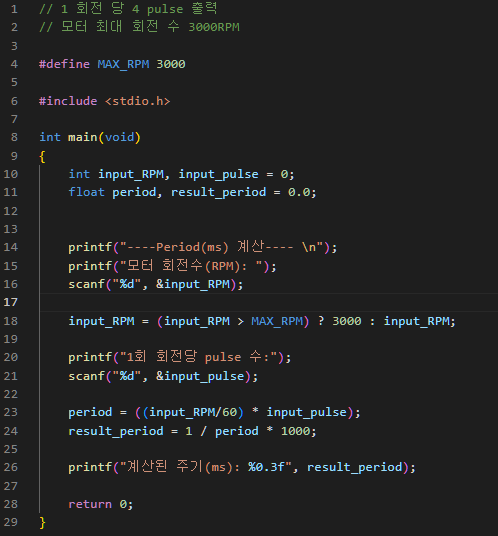 1 // 1 회전 당 4 pulse 출력
2 // 모터 최대 회전 수 3000RPM
3
4 #define MAX_RPM 3000
5
6 #include <stdio.h>
7
8 int main(void)
9 {
10     int input_RPM, input_pulse = 0;
11     float period, result_period = 0.0;
12
13
14     printf("----Period(ms) 계산---- \n");
15     printf("모터 회전수(RPM): ");
16     scanf("%d", &input_RPM);
17
18     input_RPM = (input_RPM > MAX_RPM) ? 3000 : input_RPM;
19
20     printf("1회 회전당 pulse 수:");
21     scanf("%d", &input_pulse);
22
23     period = ((input_RPM/60) * input_pulse);
24     result_period = 1 / period * 1000;
25
26     printf("계산된 주기(ms): %0.3f", result_period);
27
28     return 0;
29 }